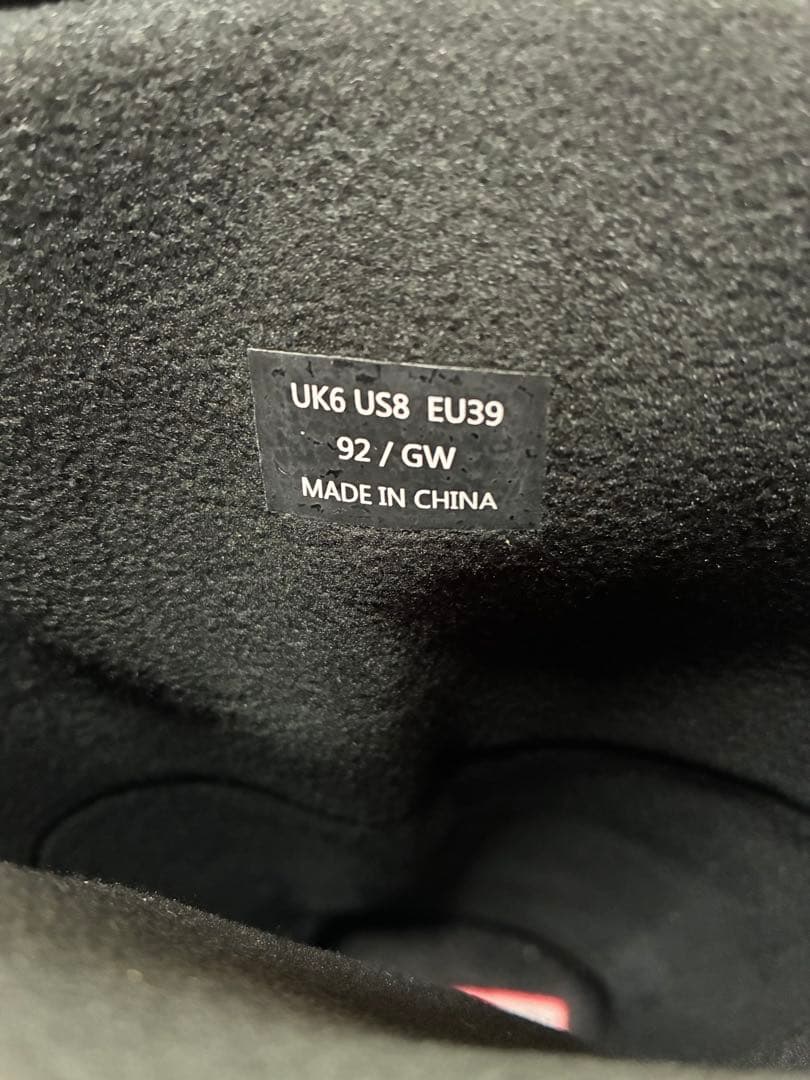 UK6 US8 EU39
92 / GW
MADE IN CHINA